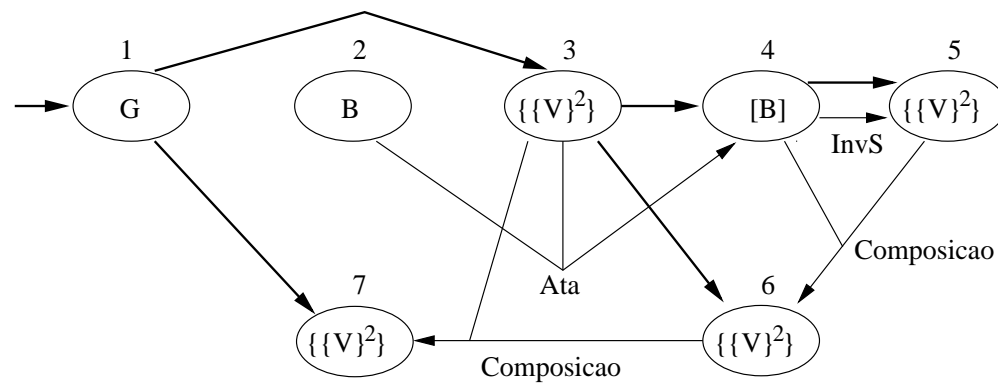 1
2
3
4
5
G
B
{{V}²}
[B]
{{V}²}
InvS
Composicao
Ata
7
6
{{V}²}
{{V}²}
Composicao